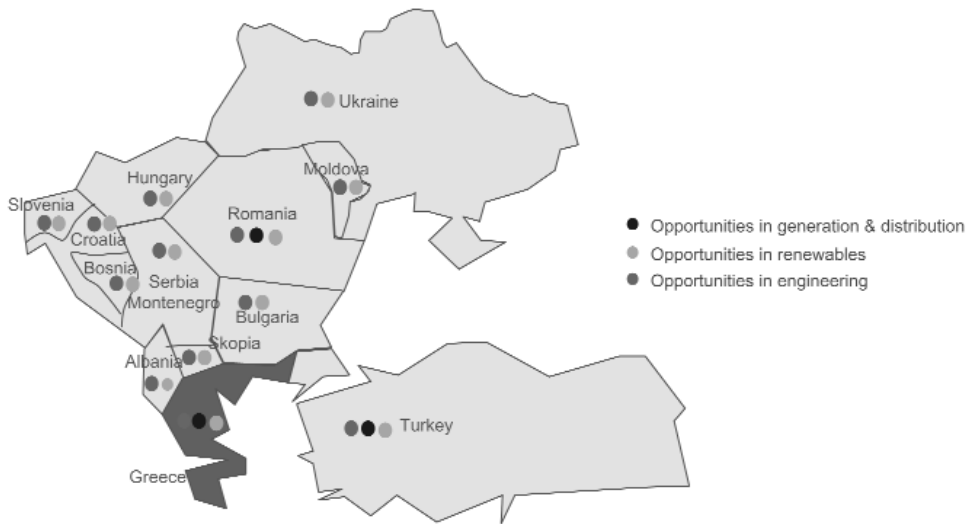 Ukraine
Moldova
Hungary
Slovenia
Romania
Croatia
Bosnia
Serbia
Montenegro
Bulgaria
Skopia
Albania
Turkey
Greece
Opportunities in generation & distribution
Opportunities in renewables
Opportunities in engineering